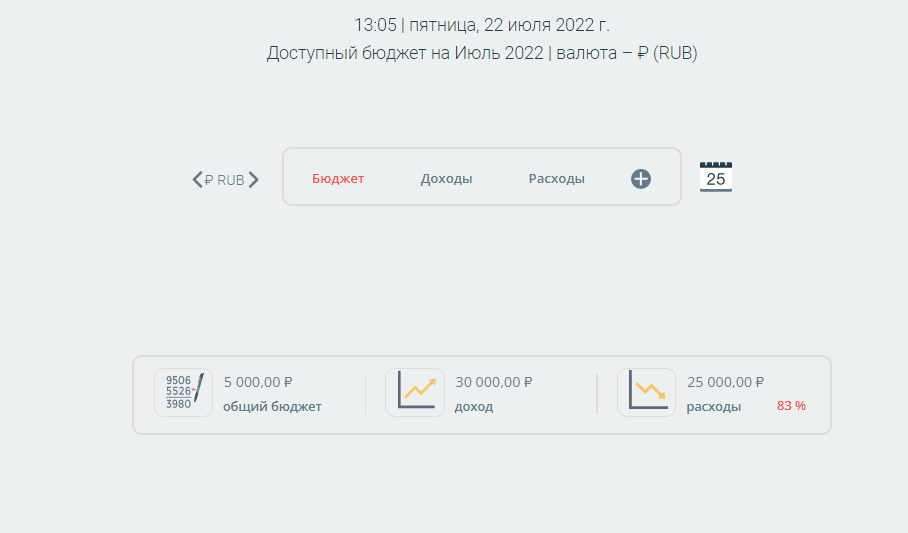 13:05 | пятница, 22 июля 2022 г.
Доступный бюджет на Июль 2022 | валюта – ₽ (RUB)
₽ RUB
Бюджет Доходы Расходы
25
9506
5526-
3980
5 000,00 ₽
общий бюджет
30 000,00 ₽
доход
25 000,00 ₽
расходы 83 %